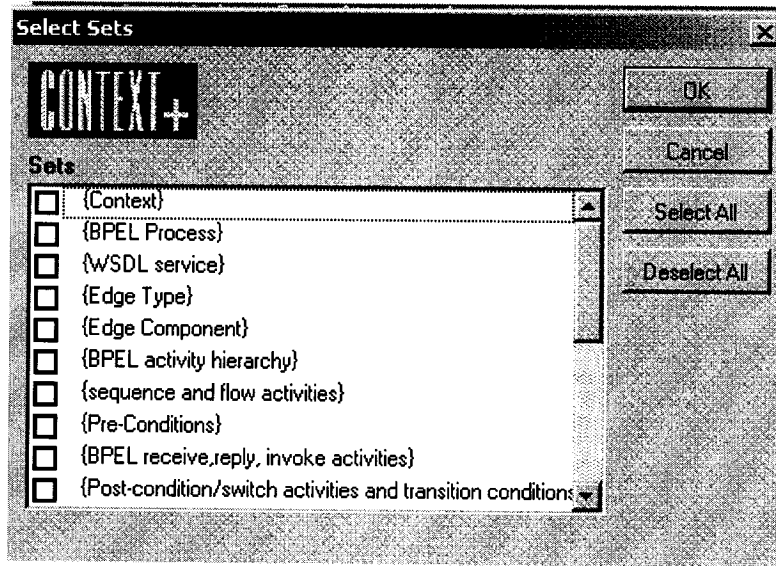 Select Sets
CONTEXT+
OK
Cancel
Select All
Deselect All
Sets
{Context}
{BPEL Process}
{WSDL service}
{Edge Type}
{Edge Component}
{BPEL activity hierarchy}
{sequence and flow activities}
{Pre-Conditions}
{BPEL receive,reply, invoke activities}
{Post-condition/switch activities and transition conditions